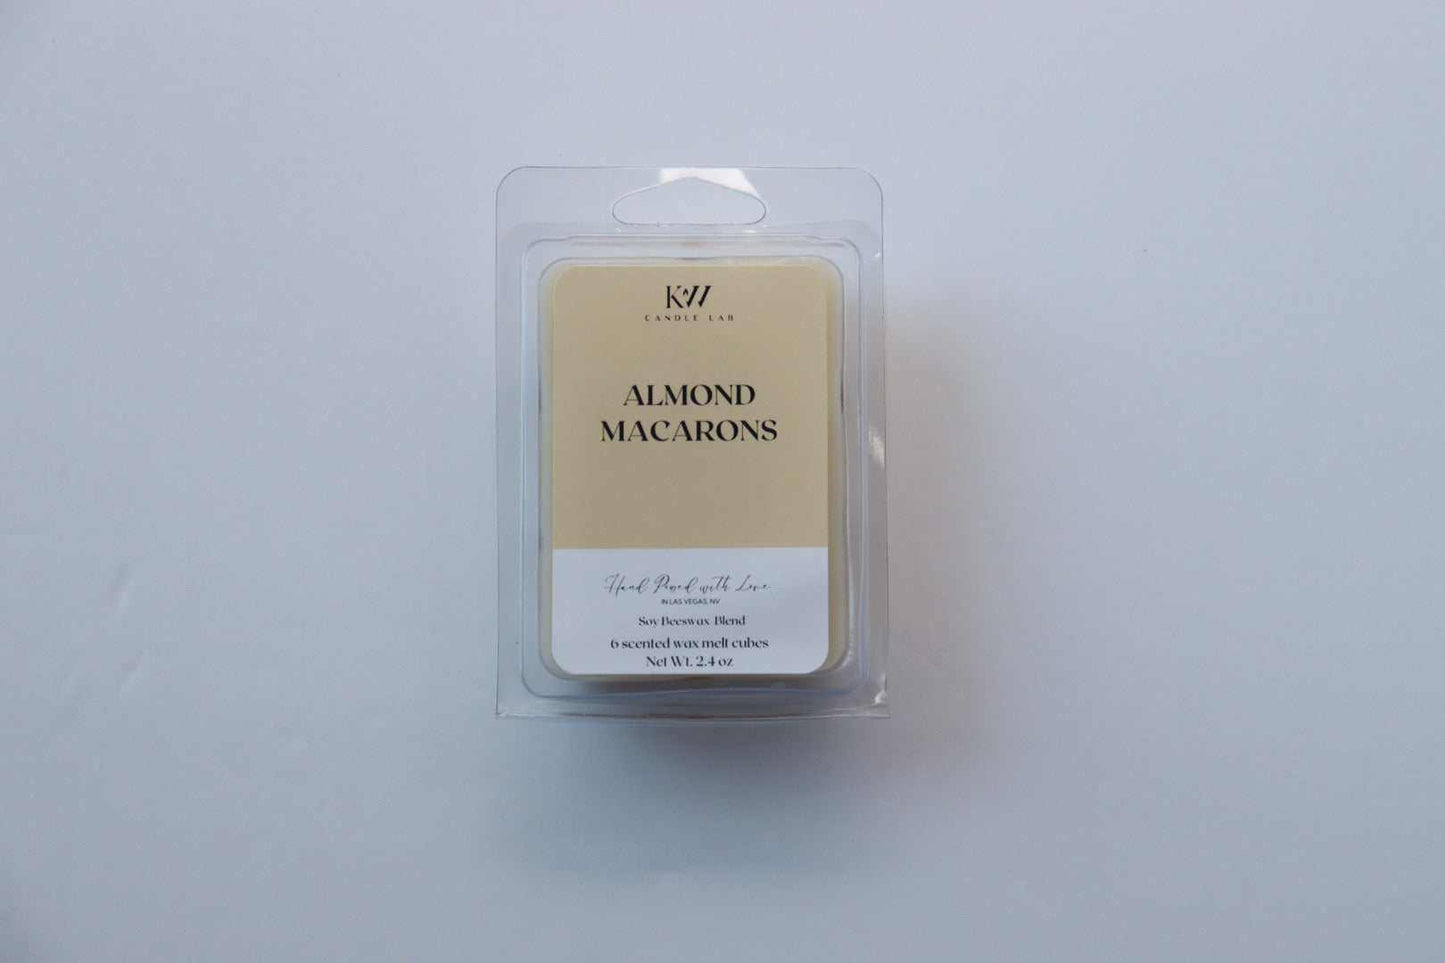 KW
CANDLE LAB
ALMOND
MACARONS
Hand Poured with Love
IN LAS VEGAS, NV
Soy Beeswax Blend
6 scented wax melt cubes
Net Wt. 2.4 oz